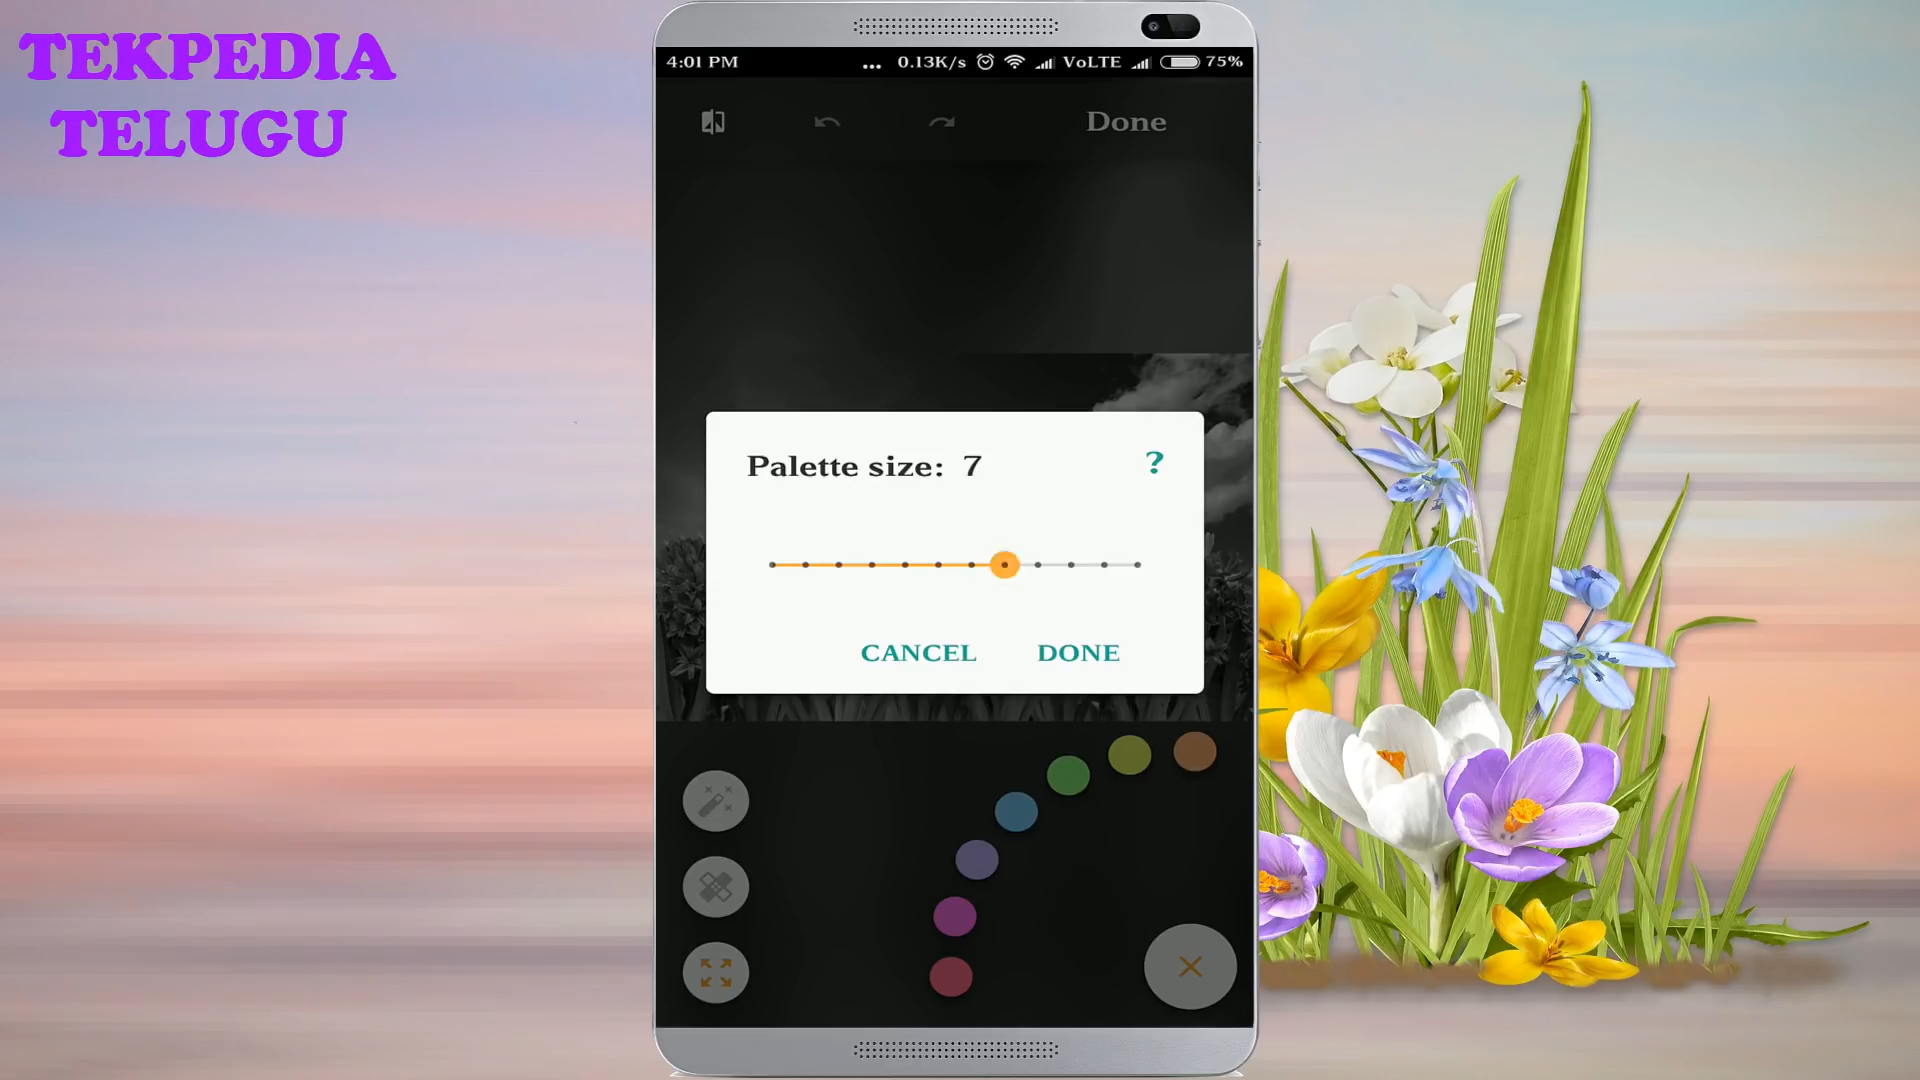 TEKPEDIA
TELUGU
4:01 PM ... 0.13K/s VoLTE 75%
Done
Palette size: 7 ?
CANCEL DONE